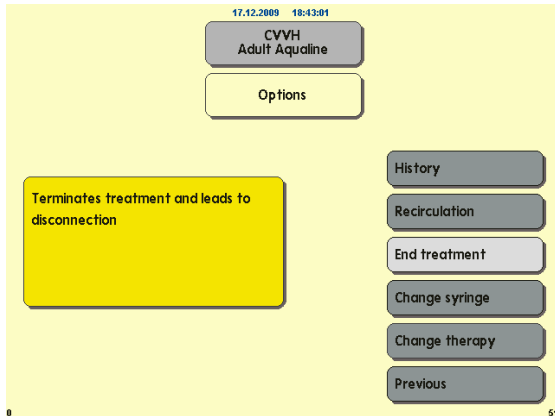 17.12.2009 18:43:01
CVVH
Adult Aqualine
Options
History
Terminates treatment and leads to
disconnection
Recirculation
End treatment
Change syringe
Change therapy
Previous
0